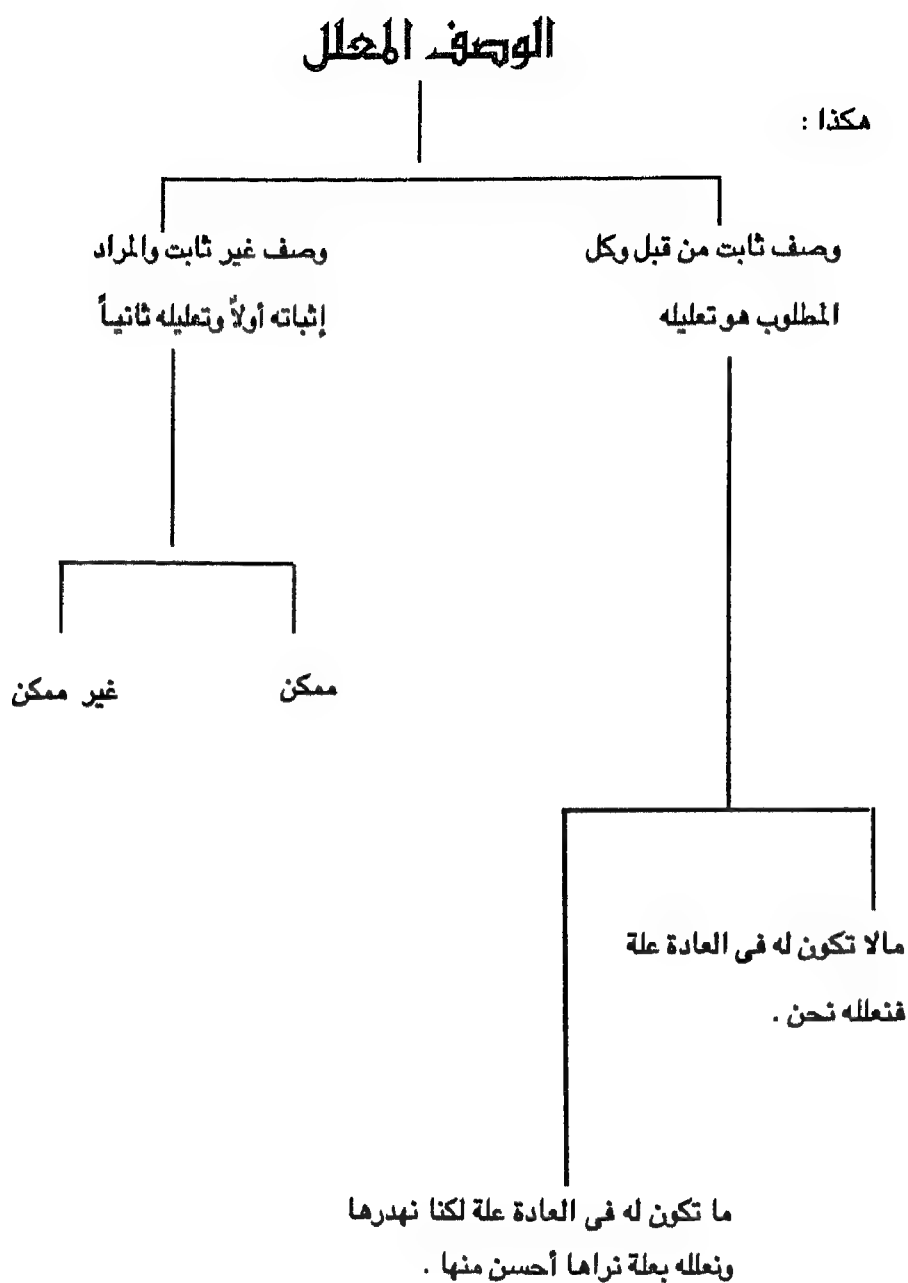 الوصف المعلل
هكذا :
وصف ثابت من قبل وكل
المطلوب هو تعليله
وصف غير ثابت والمراد
إثباته أولاً وتعليله ثانياً
ممكن
غير ممكن
مالا تكون له فى العادة علة
فنعلله نحن .
ما تكون له فى العادة علة لكنا نهدرها
ونعلله بعلة نراها أحسن منها .